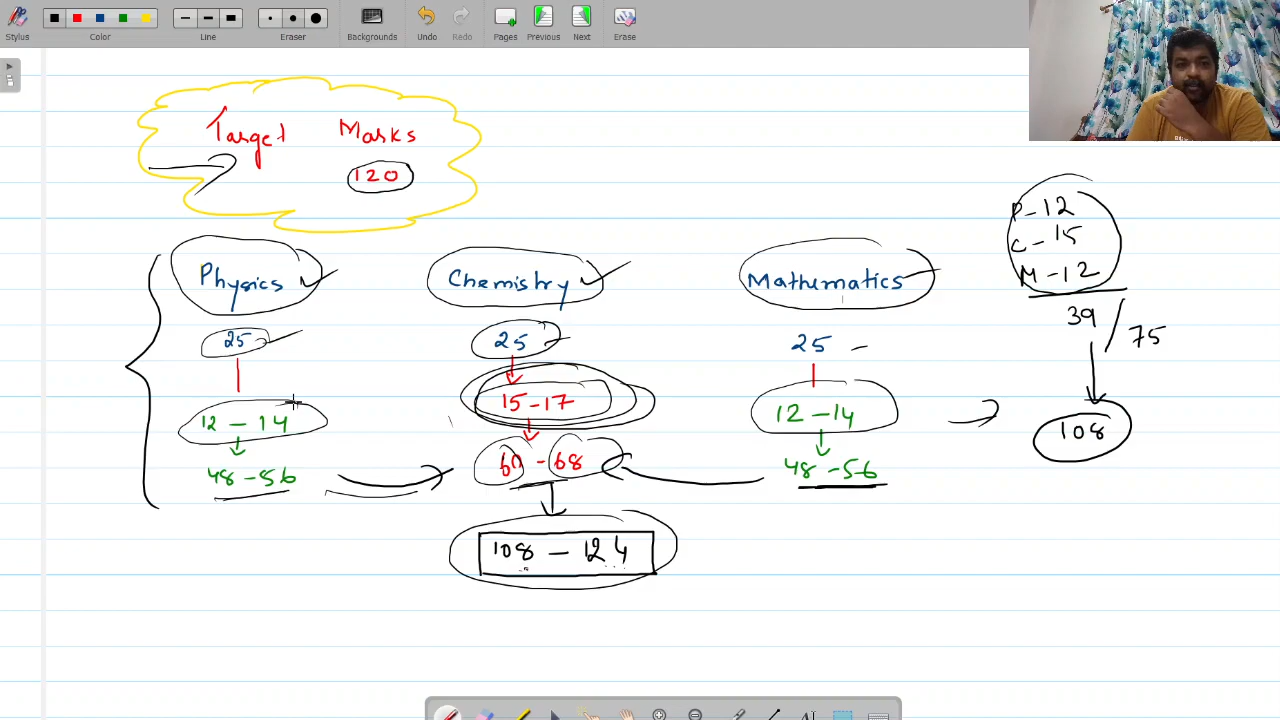 Stylus
Color
Line
Eraser
Backgrounds
Undo
Redo
Pages
Previous
Next
Erase
Target Marks
120
Physics
25
12 - 14
48 - 56
Chemistry
25
15 - 17
60 - 68
108 - 124
Mathematics
25
12 - 14
48 - 56
P - 12
C - 15
M - 12
39 / 75
108